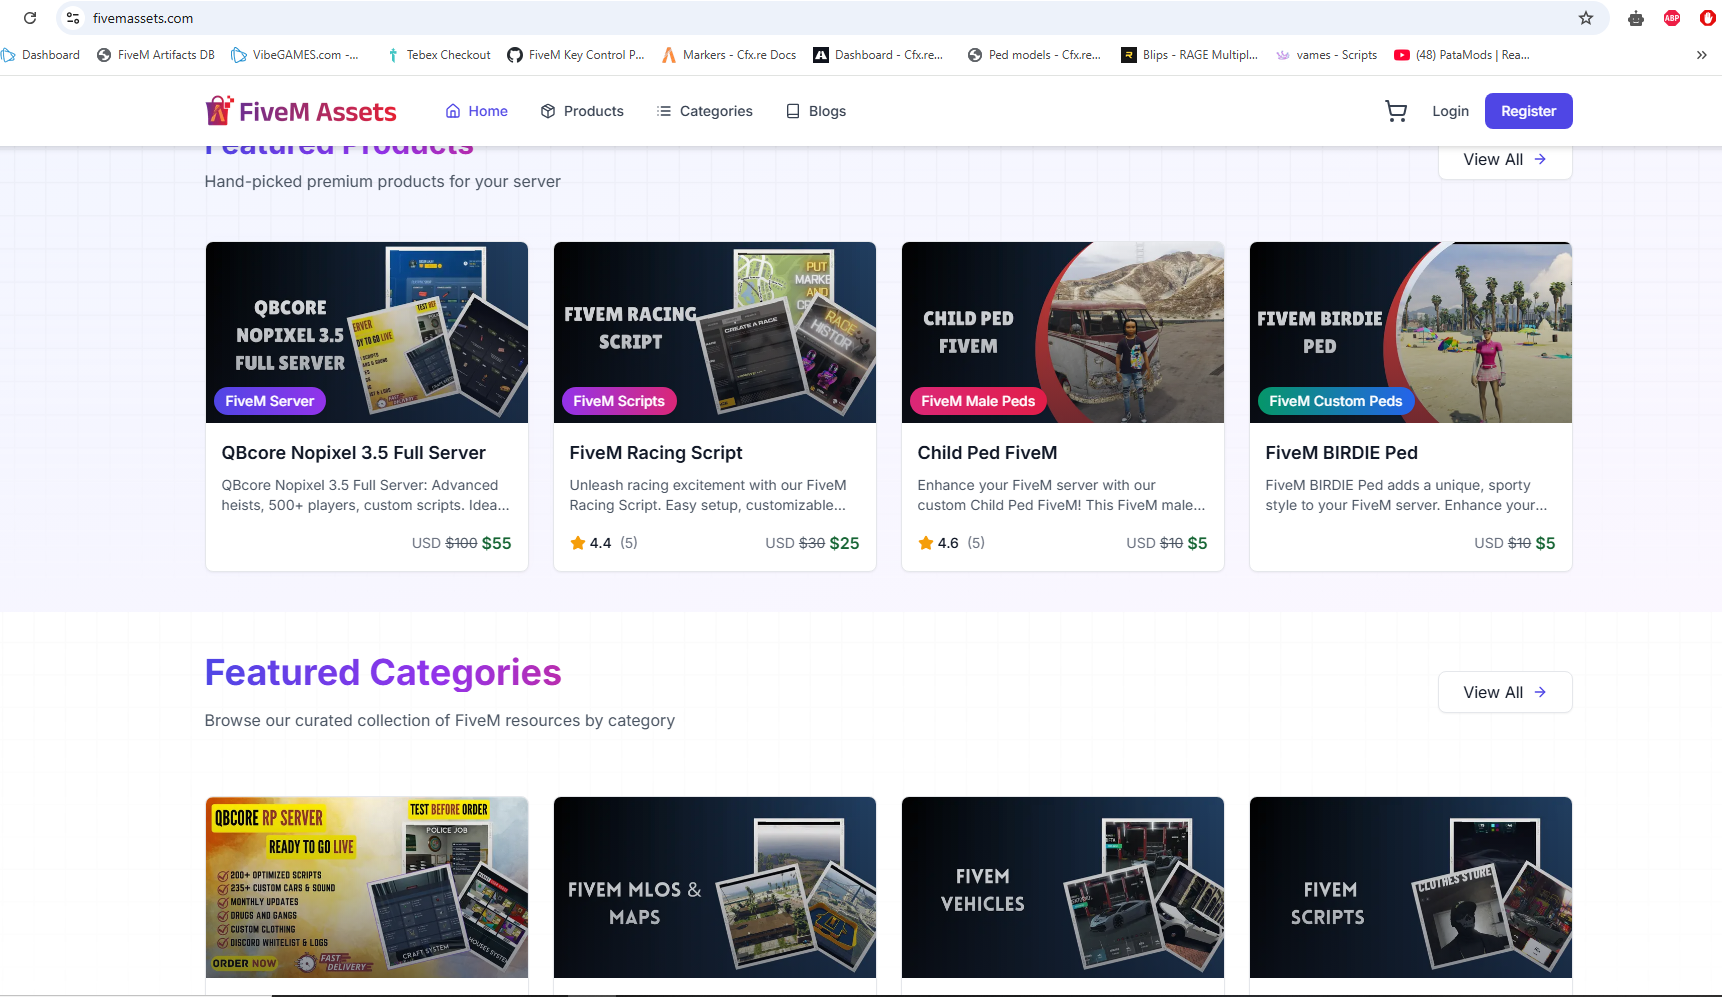 fivemassets.com
Dashboard
FiveM Artifacts DB
VibeGAMES.com -...
Tebex Checkout
FiveM Key Control P...
Markers - Cfx.re Docs
Dashboard - Cfx.re...
Ped models - Cfx.re...
Blips - RAGE Multipl...
vames - Scripts
(48) PataMods | Rea...
ABP
FiveM Assets
Home
Products
Categories
Blogs
Login
Register
Featured Products
Hand-picked premium products for your server
View All
QBCORE
NOPIXEL 3.5
FULL SERVER
FiveM Server
QBcore Nopixel 3.5 Full Server
QBcore Nopixel 3.5 Full Server: Advanced
heists, 500+ players, custom scripts. Idea...
USD $100 $55
FIVEM RACING
SCRIPT
PUT
CREATE A RACE
FiveM Scripts
FiveM Racing Script
Unleash racing excitement with our FiveM
Racing Script. Easy setup, customizable...
4.4 (5)
USD $30 $25
CHILD PED
FIVEM
FiveM Male Peds
Child Ped FiveM
Enhance your FiveM server with our
custom Child Ped FiveM! This FiveM male...
4.6 (5)
USD $10 $5
FIVEM BIRDIE
PED
FiveM Custom Peds
FiveM BIRDIE Ped
FiveM BIRDIE Ped adds a unique, sporty
style to your FiveM server. Enhance your...
USD $10 $5
Featured Categories
Browse our curated collection of FiveM resources by category
View All
QBCORE RP SERVER
TEST BEFORE ORDER
READY TO GO LIVE
POLICE JOB
200+ OPTIMIZED SCRIPTS
235+ CUSTOM CARS & SOUND
MONTHLY UPDATES
DRUGS AND GANGS
CUSTOM CLOTHING
DISCORD WHITELIST & LOGS
ORDER NOW
FAST
DELIVERY
CRAFT SYSTEM
HOUSES SYSTEM
FIVEM MLOS &
MAPS
FIVEM
VEHICLES
FIVEM
SCRIPTS
CLOTHES STORE